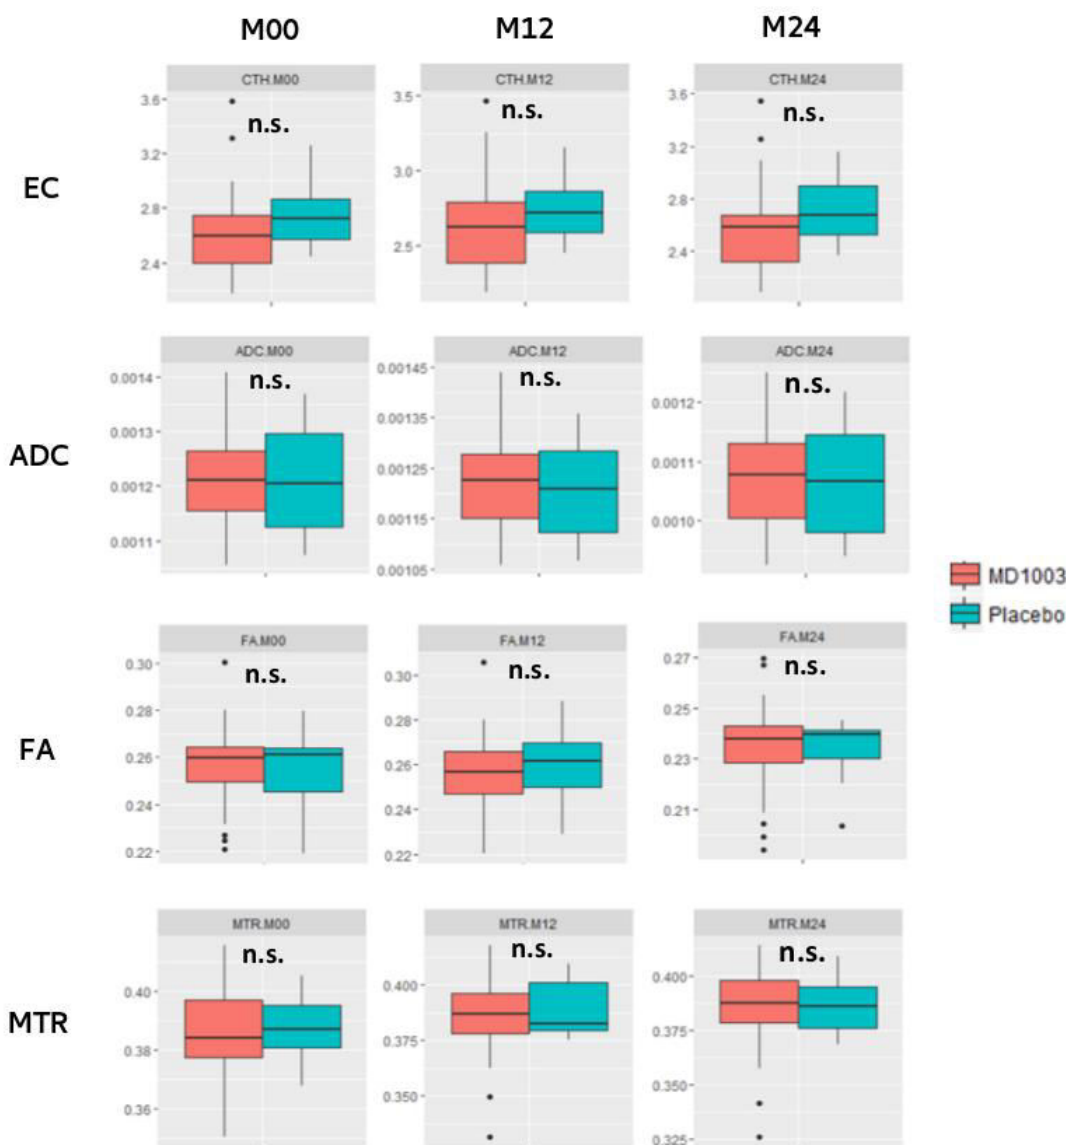 M00 M12 M24
EC
CTH.M00 CTH.M12 CTH.M24
n.s. n.s. n.s.
3.6 3.5 3.6
3.2 3.0 3.2
2.8 2.5 2.8
2.4 2.4
ADC
ADC.M00 ADC.M12 ADC.M24
n.s. n.s. n.s.
0.0014 0.00145 0.0012
0.0013 0.00135 0.0011
0.0012 0.00125 0.0010
0.0011 0.00115
0.00105
MD1003
Placebo
FA
FA.M00 FA.M12 FA.M24
n.s. n.s. n.s.
0.30 0.30 0.27
0.28 0.28 0.25
0.26 0.26 0.23
0.24 0.24 0.21
0.22 0.22
MTR
MTR.M00 MTR.M12 MTR.M24
n.s. n.s. n.s.
0.40 0.400 0.400
0.38 0.375 0.375
0.36 0.350 0.350
0.325